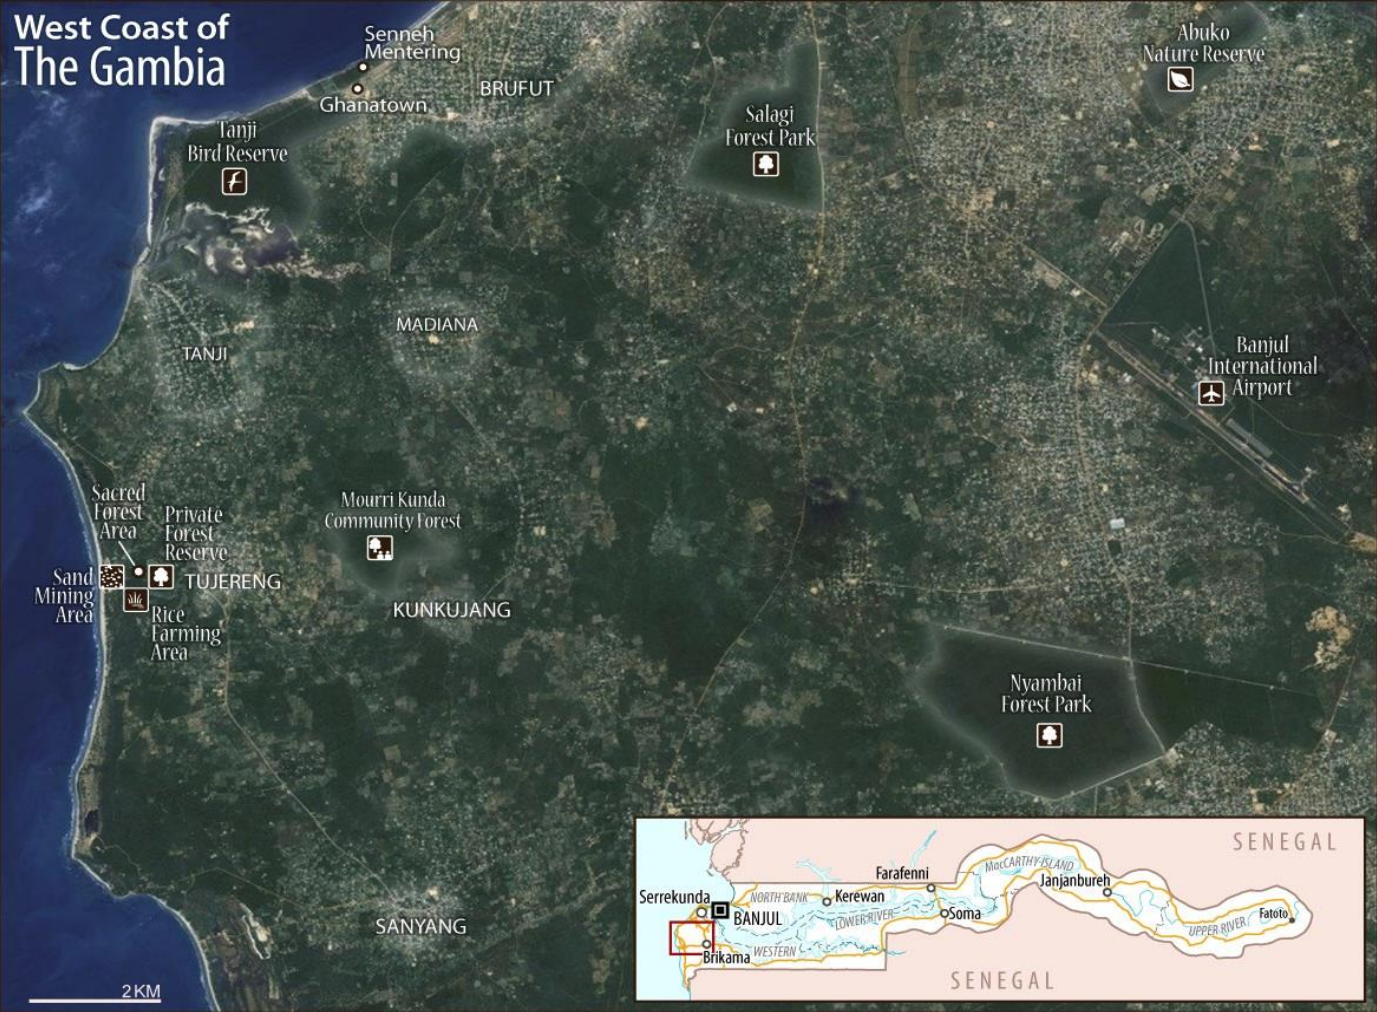 West Coast of
The Gambia
Senneh
Mentering
Ghanatown
BRUFUT
Abuko
Nature Reserve
Tanji
Bird Reserve
Salagi
Forest Park
MADIANA
TANJI
Banjul
International
Airport
Sacred
Forest
Area
Private
Forest
Reserve
Mourri Kunda
Community Forest
Sand
Mining
Area
TUJERENG
Rice
Farming
Area
KUNKUJANG
Nyambai
Forest Park
SANYANG
2 KM
SENEGAL
MacCARTHY ISLAND
Farafenni
Janjanbureh
Serrekunda
NORTH BANK
Kerewan
BANJUL
LOWER RIVER
Soma
Fatoto
UPPER RIVER
WESTERN
Brikama
SENEGAL